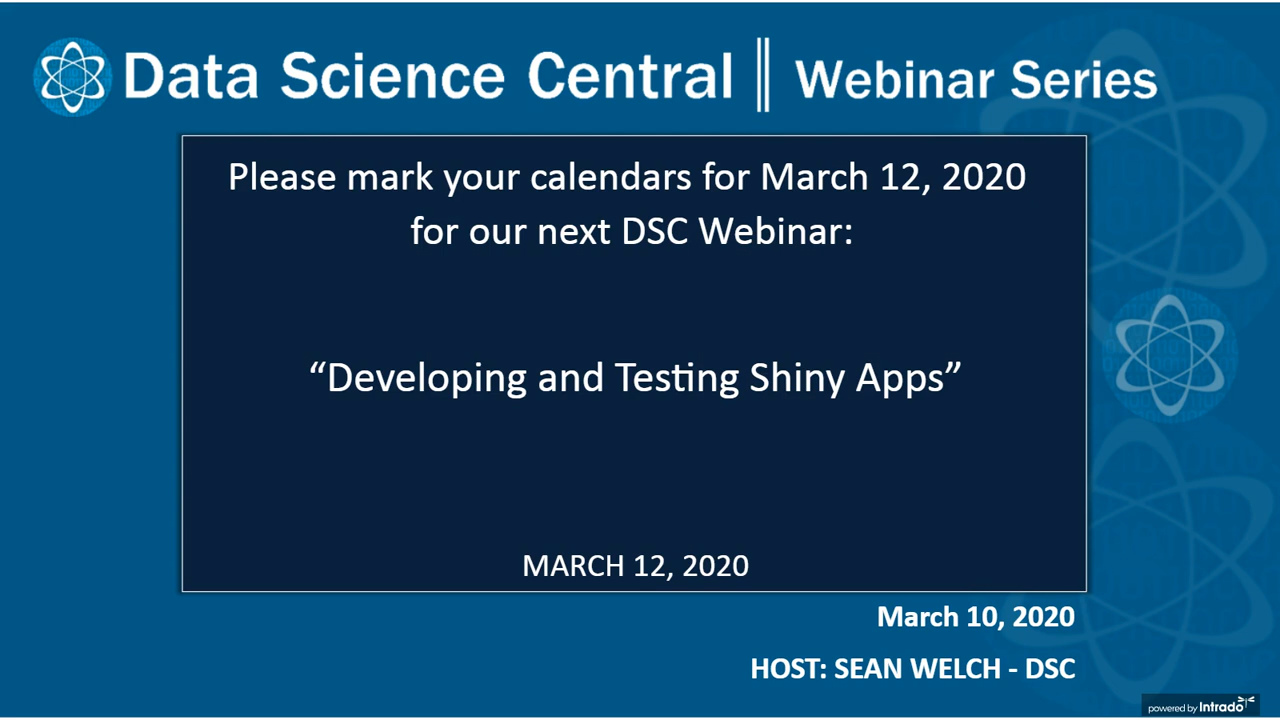 Data Science Central || Webinar Series
Please mark your calendars for March 12, 2020
for our next DSC Webinar:
“Developing and Testing Shiny Apps”
MARCH 12, 2020
March 10, 2020
HOST: SEAN WELCH - DSC
powered by Intrado